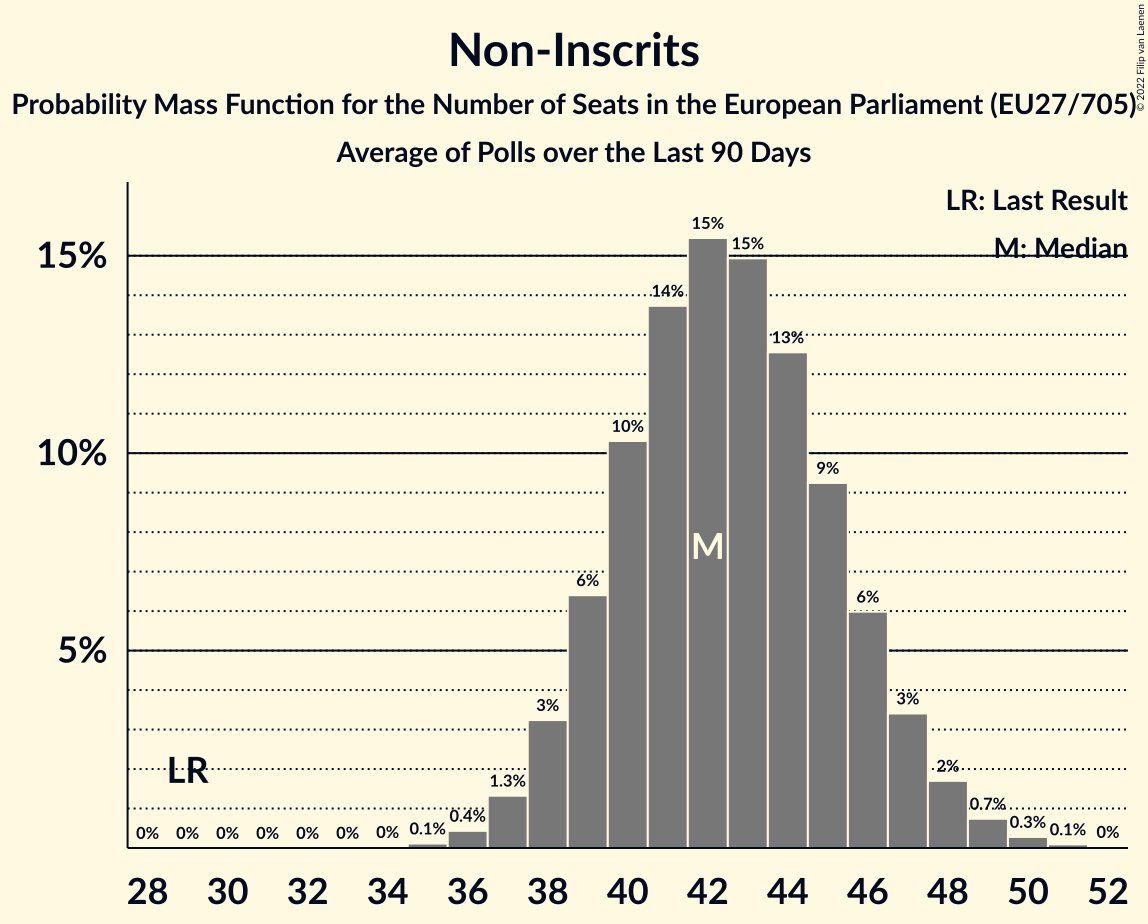 Non-Inscrits
Probability Mass Function for the Number of Seats in the European Parliament (EU27/705)
Average of Polls over the Last 90 Days
© 2022 Filip van Laenen
LR: Last Result
M: Median
15%
10%
5%
0% 0% 0% 0% 0% 0% 0% 0.1% 0.4% 1.3% 3% 6% 10% 14% 15% 15% 13% 9% 6% 3% 2% 0.7% 0.3% 0.1% 0%
LR
M
28 30 32 34 36 38 40 42 44 46 48 50 52